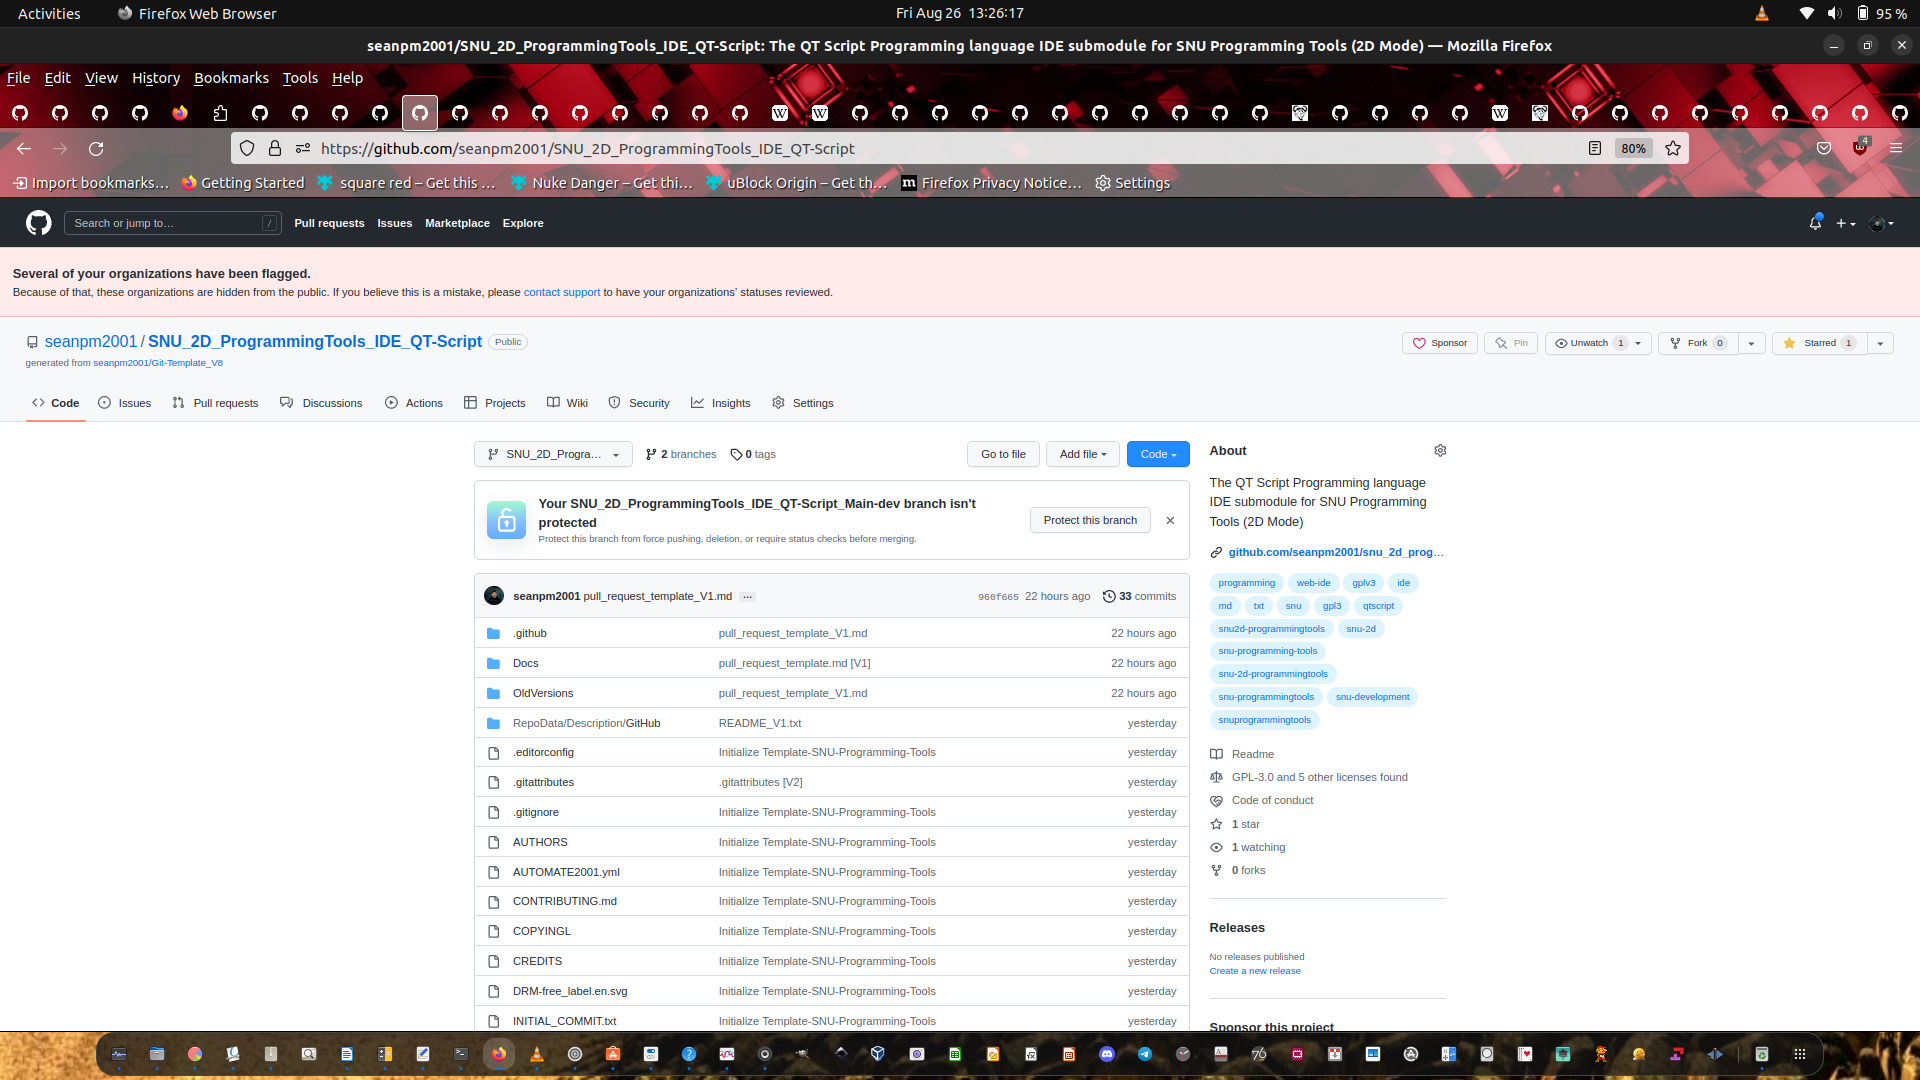 Activities
Firefox Web Browser
Fri Aug 26 13:26:17
95 %
seanpm2001/SNU_2D_ProgrammingTools_IDE_QT-Script: The QT Script Programming language IDE submodule for SNU Programming Tools (2D Mode) — Mozilla Firefox
File Edit View History Bookmarks Tools Help
https://github.com/seanpm2001/SNU_2D_ProgrammingTools_IDE_QT-Script
80%
4
Import bookmarks…
Getting Started
square red – Get this …
Nuke Danger – Get thi…
uBlock Origin – Get th…
Firefox Privacy Notice…
Settings
Search or jump to…
/
Pull requests
Issues
Marketplace
Explore
Several of your organizations have been flagged.
Because of that, these organizations are hidden from the public. If you believe this is a mistake, please contact support to have your organizations’ statuses reviewed.
seanpm2001 / SNU_2D_ProgrammingTools_IDE_QT-Script
Public
Sponsor
Pin
Unwatch 1
Fork 0
Starred 1
generated from seanpm2001/Git-Template_V8
Code
Issues
Pull requests
Discussions
Actions
Projects
Wiki
Security
Insights
Settings
SNU_2D_Progra…
2 branches
0 tags
Go to file
Add file
Code
Your SNU_2D_ProgrammingTools_IDE_QT-Script_Main-dev branch isn't
protected
Protect this branch from force pushing, deletion, or require status checks before merging.
Protect this branch
seanpm2001 pull_request_template_V1.md … 960f665 22 hours ago 33 commits
.github pull_request_template_V1.md 22 hours ago
Docs pull_request_template.md [V1] 22 hours ago
OldVersions pull_request_template_V1.md 22 hours ago
RepoData/Description/GitHub README_V1.txt yesterday
.editorconfig Initialize Template-SNU-Programming-Tools yesterday
.gitattributes .gitattributes [V2] yesterday
.gitignore Initialize Template-SNU-Programming-Tools yesterday
AUTHORS Initialize Template-SNU-Programming-Tools yesterday
AUTOMATE2001.yml Initialize Template-SNU-Programming-Tools yesterday
CONTRIBUTING.md Initialize Template-SNU-Programming-Tools yesterday
COPYINGL Initialize Template-SNU-Programming-Tools yesterday
CREDITS Initialize Template-SNU-Programming-Tools yesterday
DRM-free_label.en.svg Initialize Template-SNU-Programming-Tools yesterday
INITIAL_COMMIT.txt Initialize Template-SNU-Programming-Tools yesterday
About
The QT Script Programming language
IDE submodule for SNU Programming
Tools (2D Mode)
github.com/seanpm2001/snu_2d_prog…
programming web-ide gplv3 ide
md txt snu gpl3 qtscript
snu2d-programmingtools snu-2d
snu-programming-tools
snu-2d-programmingtools
snu-programmingtools snu-development
snuprogrammingtools
Readme
GPL-3.0 and 5 other licenses found
Code of conduct
1 star
1 watching
0 forks
Releases
No releases published
Create a new release
Sponsor this project